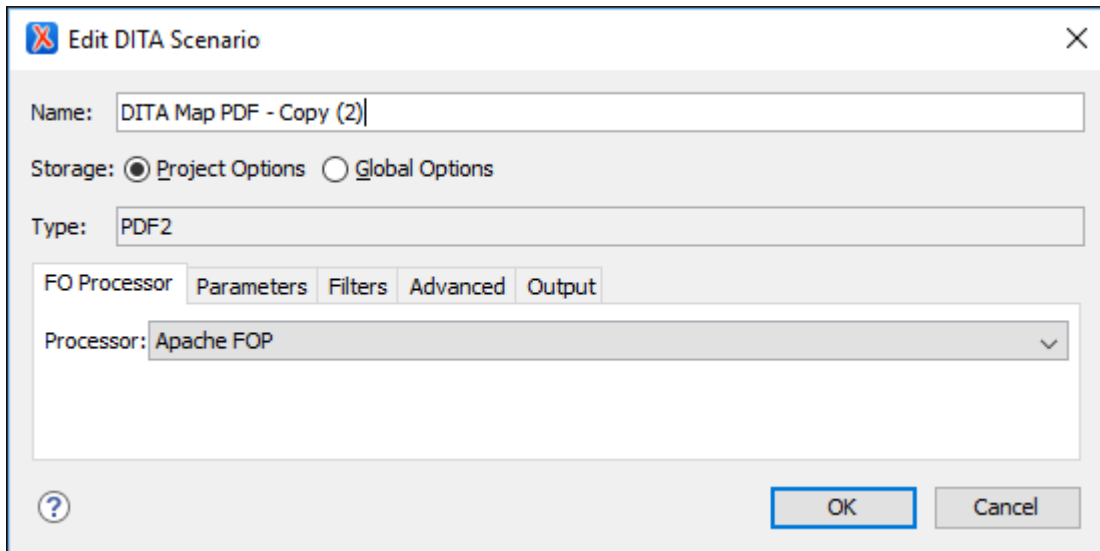 Edit DITA Scenario
Name: DITA Map PDF - Copy (2)
Storage: Project Options Global Options
Type: PDF2
FO Processor Parameters Filters Advanced Output
Processor: Apache FOP
? OK Cancel